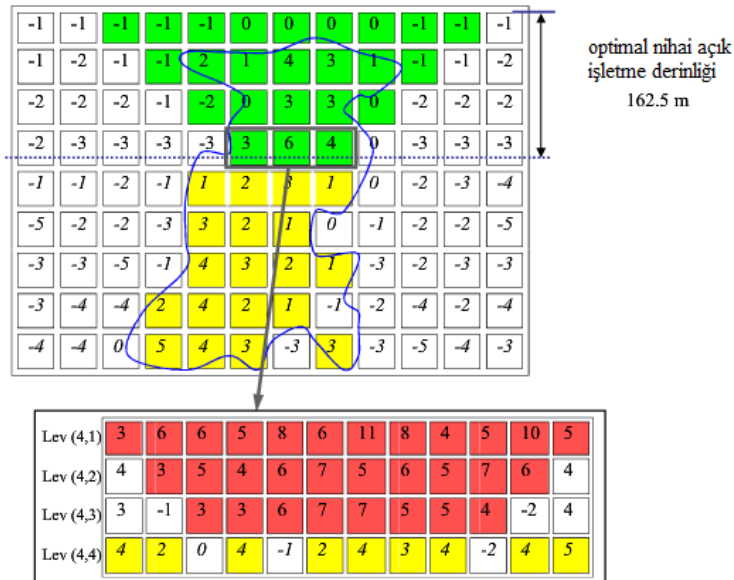 -1 -1 -1 -1 -1 0 0 0 0 -1 -1 -1
optimal nihai açık
işletme derinliği
162.5 m
-1 -2 -1 -1 2 1 4 3 1 -1 -1 -2
-2 -2 -2 -1 -2 0 3 3 0 -2 -2 -2
-2 -3 -3 -3 -3 3 6 4 0 -3 -3 -3
-1 -1 -2 -1 1 2 3 1 0 -2 -3 -4
-5 -2 -2 -3 3 2 1 0 -1 -2 -2 -5
-3 -3 -5 -1 4 3 2 1 -3 -2 -3 -3
-3 -4 -4 2 4 2 1 -1 -2 -4 -2 -4
-4 -4 0 5 4 3 -3 3 -3 -5 -4 -3
Lev (4,1) 3 6 6 5 8 6 11 8 4 5 10 5
Lev (4,2) 4 3 5 4 6 7 5 6 5 7 6 4
Lev (4,3) 3 -1 3 3 6 7 7 5 5 4 -2 4
Lev (4,4) 4 2 0 4 -1 2 4 3 4 -2 4 5